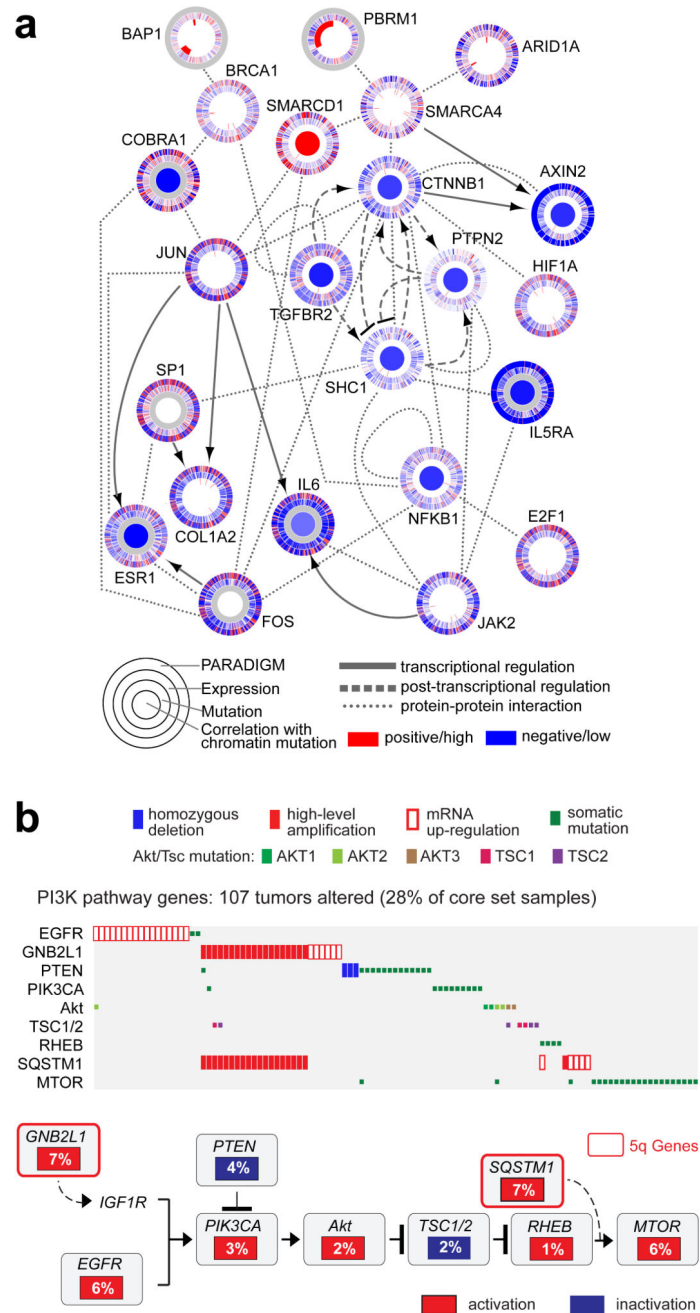 a
BAP1
PBRM1
ARID1A
BRCA1
SMARCD1
SMARCA4
COBRA1
CTNNB1
AXIN2
JUN
PTPN2
TGFBR2
HIF1A
SP1
SHC1
IL5RA
IL6
NFKB1
E2F1
COL1A2
ESR1
FOS
JAK2
PARADIGM
Expression
Mutation
Correlation with
chromatin mutation
transcriptional regulation
post-transcriptional regulation
protein-protein interaction
positive/high
negative/low
b
homozygous
deletion
high-level
amplification
mRNA
up-regulation
somatic
mutation
Akt/Tsc mutation: AKT1 AKT2 AKT3 TSC1 TSC2
PI3K pathway genes: 107 tumors altered (28% of core set samples)
EGFR
GNB2L1
PTEN
PIK3CA
Akt
TSC1/2
RHEB
SQSTM1
MTOR
GNB2L1
7%
IGF1R
EGFR
6%
PTEN
4%
PIK3CA
3%
Akt
2%
TSC1/2
2%
SQSTM1
7%
RHEB
1%
MTOR
6%
5q Genes
activation
inactivation